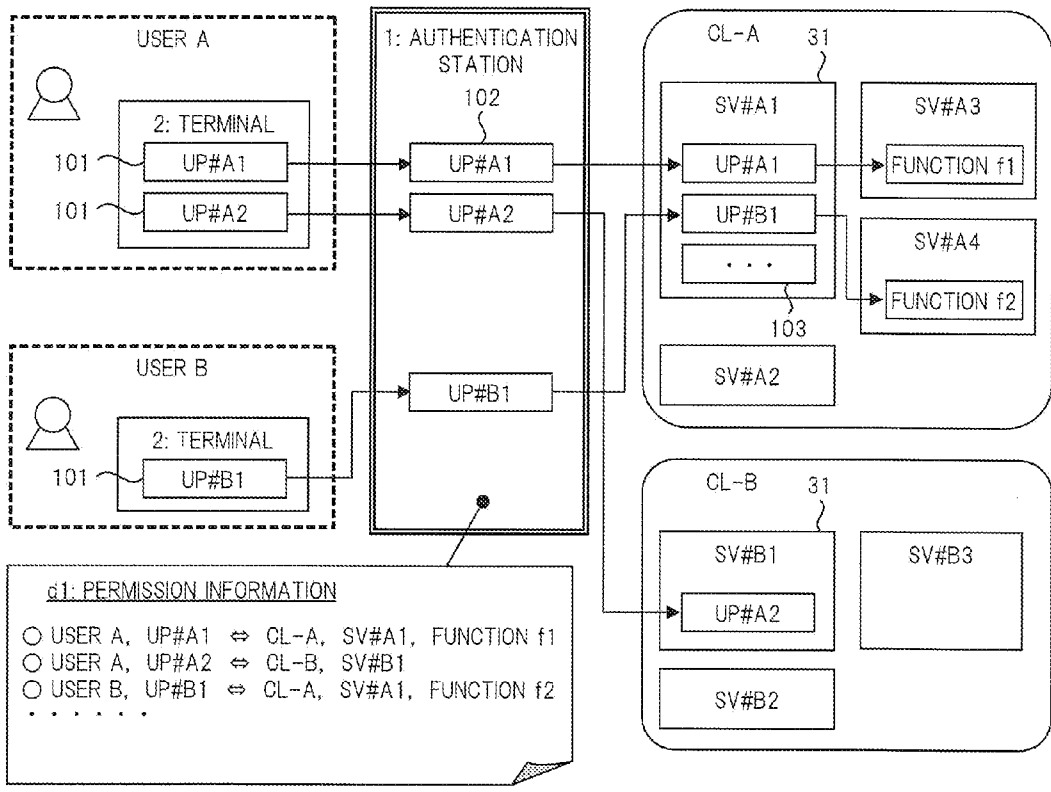 USER A
2: TERMINAL
101
UP#A1
101
UP#A2
USER B
2: TERMINAL
101
UP#B1
1: AUTHENTICATION
STATION
102
UP#A1
UP#A2
UP#B1
CL-A
31
SV#A1
UP#A1
UP#B1
. . .
103
SV#A2
SV#A3
FUNCTION f1
SV#A4
FUNCTION f2
CL-B
31
SV#B1
UP#A2
SV#B2
SV#B3
d1: PERMISSION INFORMATION
○ USER A, UP#A1 ⇔ CL-A, SV#A1, FUNCTION f1
○ USER A, UP#A2 ⇔ CL-B, SV#B1
○ USER B, UP#B1 ⇔ CL-A, SV#A1, FUNCTION f2
. . . . . .